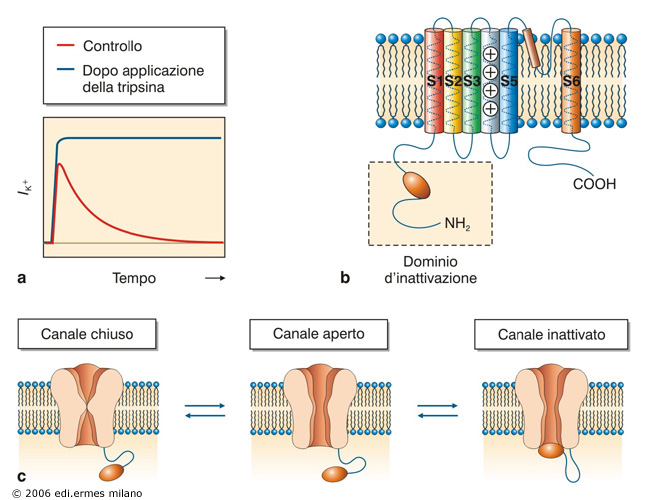 Controllo
Dopo applicazione
della tripsina
I K+
a
Tempo
S1
S2
S3
S5
S6
+
+
+
+
COOH
NH2
b
Dominio
d'inattivazione
Canale chiuso
Canale aperto
Canale inattivato
c
© 2006 edi.ermes milano